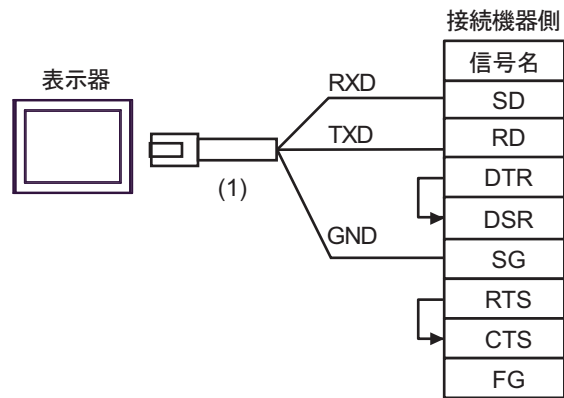 接続機器側
信号名
表示器
RXD
SD
TXD
RD
DTR
(1)
DSR
GND
SG
RTS
CTS
FG